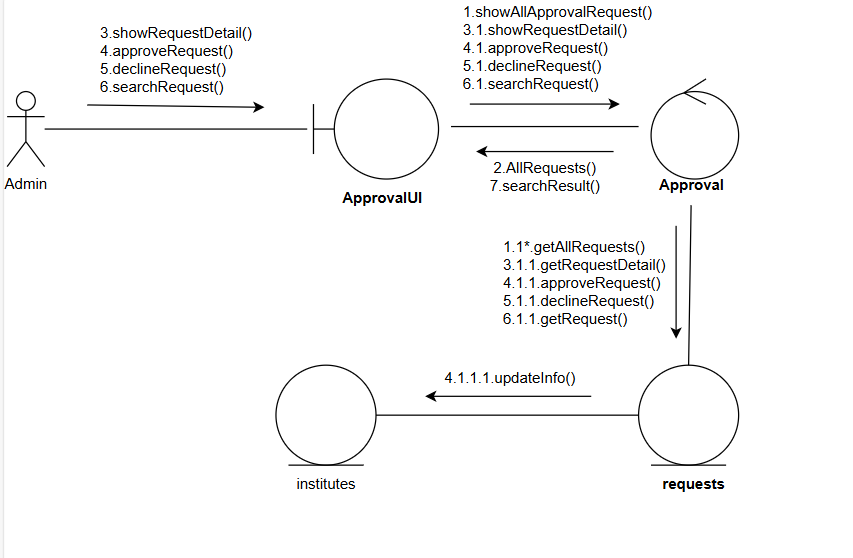 1.showAllApprovalRequest()
3.1.showRequestDetail()
4.1.approveRequest()
5.1.declineRequest()
6.1.searchRequest()
3.showRequestDetail()
4.approveRequest()
5.declineRequest()
6.searchRequest()
2.AllRequests()
7.searchResult()
Admin
ApprovalUI
Approval
1.1*.getAllRequests()
3.1.1.getRequestDetail()
4.1.1.approveRequest()
5.1.1.declineRequest()
6.1.1.getRequest()
4.1.1.1.updateInfo()
institutes
requests